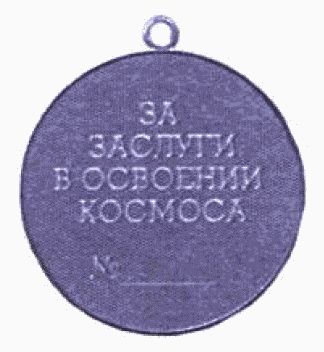 ЗА
ЗАСЛУГИ
В ОСВОЕНИИ
КОСМОСА
№